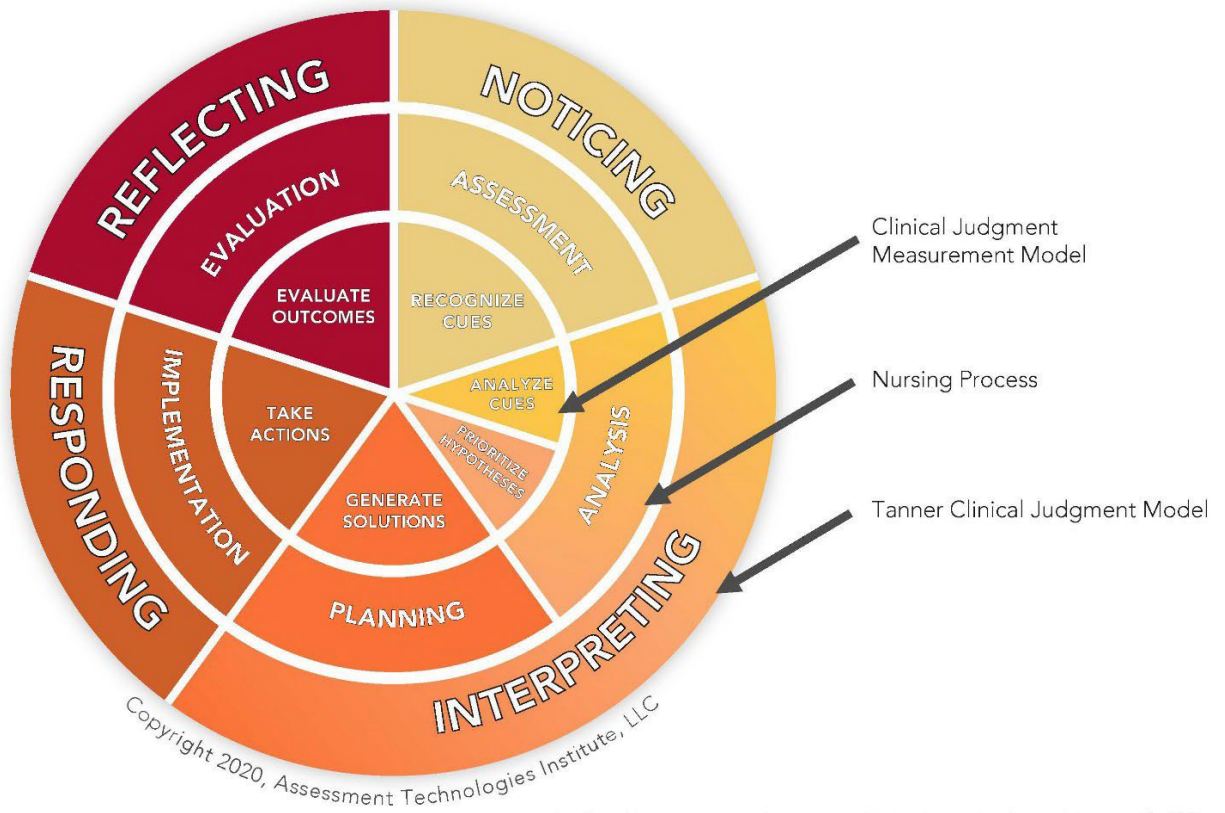 REFLECTING
NOTICING
EVALUATION
ASSESSMENT
EVALUATE
OUTCOMES
RECOGNIZE
CUES
ANALYZE
CUES
PRIORITIZE
HYPOTHESES
GENERATE
SOLUTIONS
TAKE
ACTIONS
IMPLEMENTATION
ANALYSIS
PLANNING
RESPONDING
INTERPRETING
Clinical Judgment
Measurement Model
Nursing Process
Tanner Clinical Judgment Model
Copyright 2020, Assessment Technologies Institute, LLC